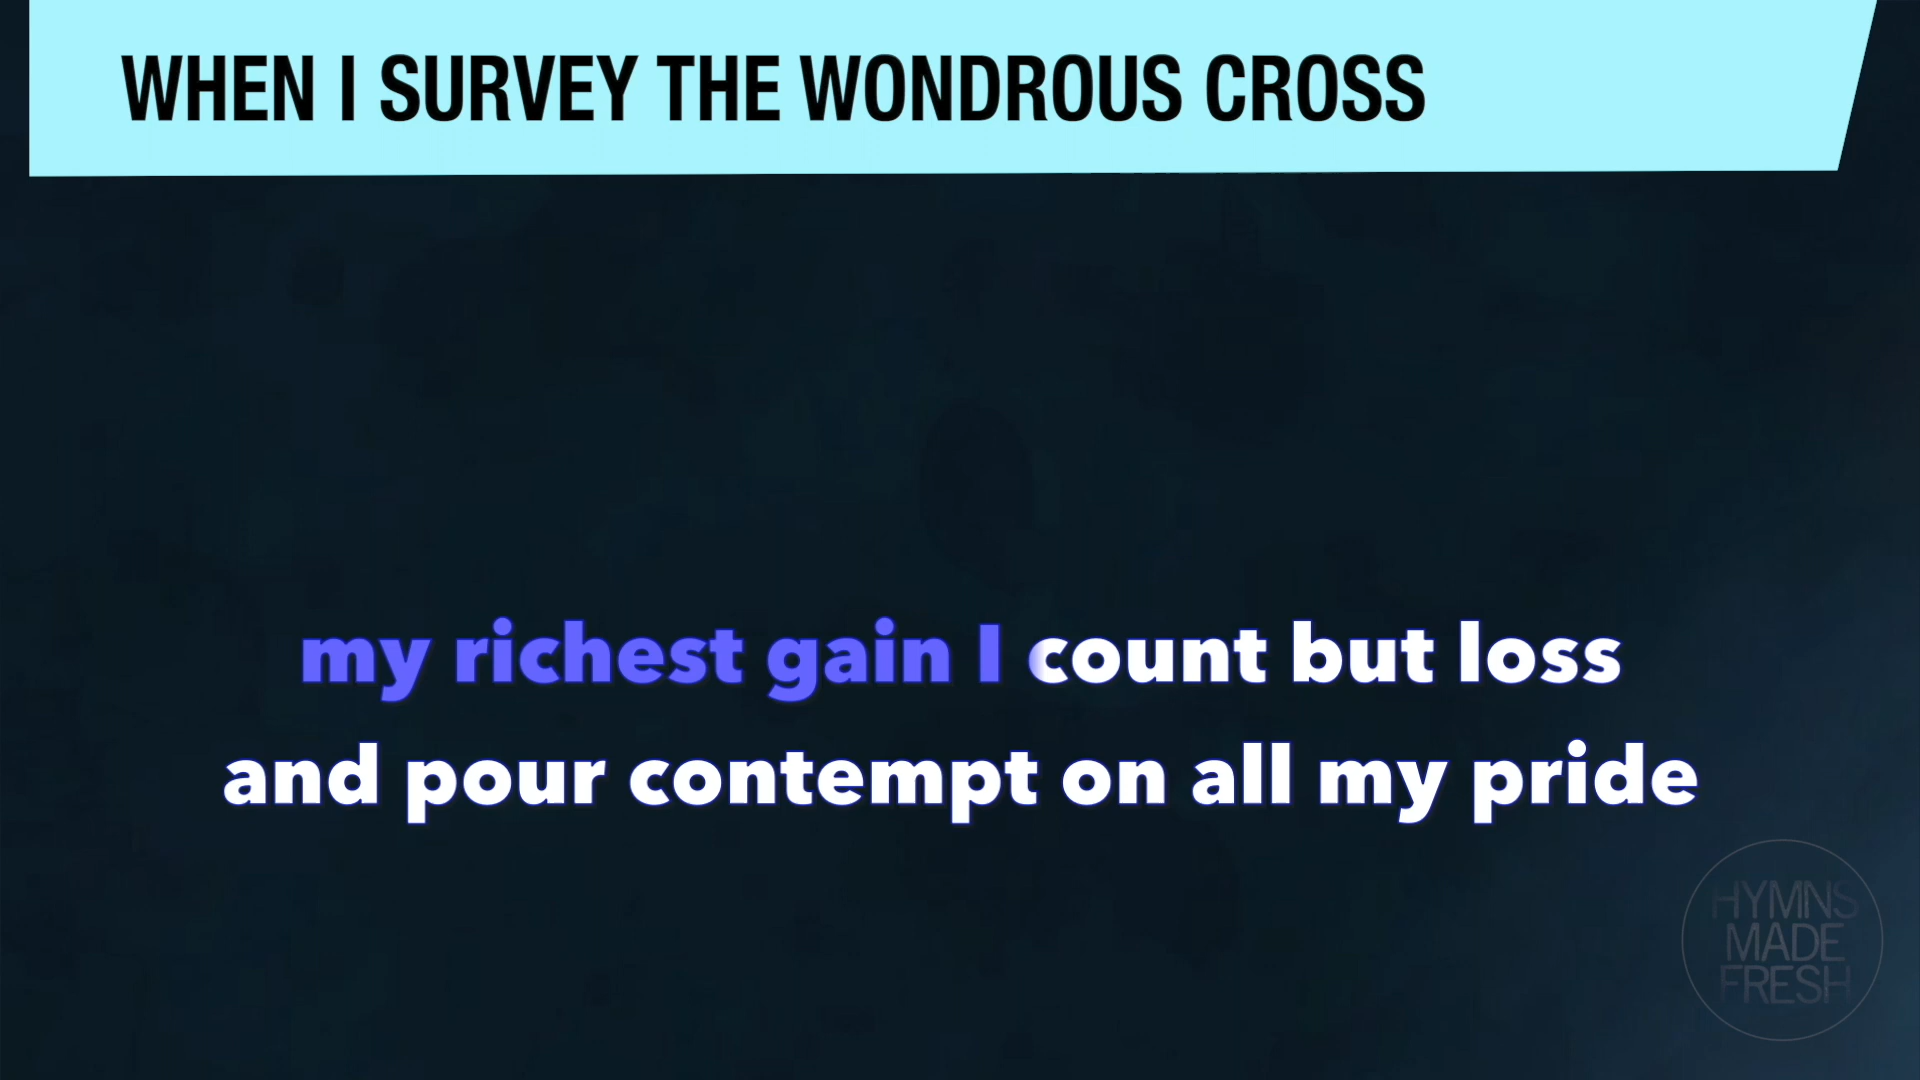 WHEN I SURVEY THE WONDROUS CROSS
my richest gain I count but loss
and pour contempt on all my pride
HYMNS
MADE
FRESH